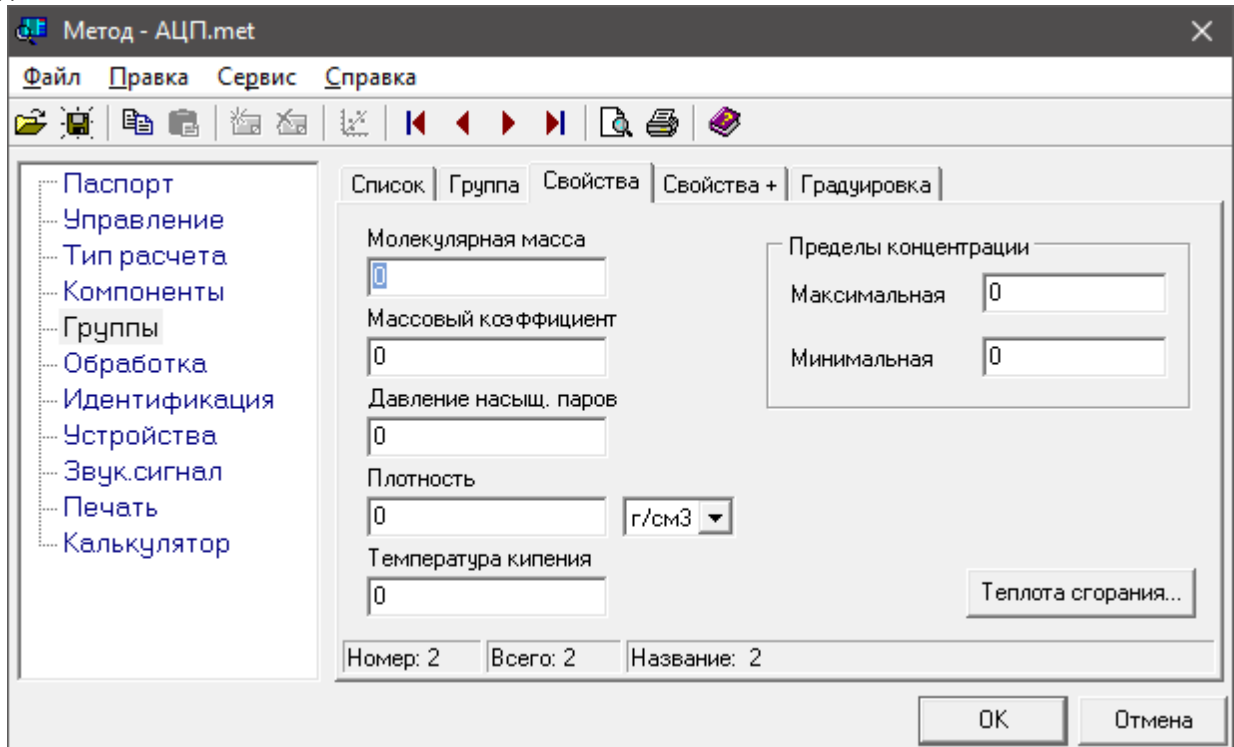 Метод - АЦП.met
Файл Правка Сервис Справка
Паспорт
Управление
Тип расчета
Компоненты
Группы
Обработка
Идентификация
Устройства
Звук.сигнал
Печать
Калькулятор
Список Группа Свойства Свойства + Градуировка
Молекулярная масса
0
Массовый коэффициент
0
Давление насыщ. паров
0
Плотность
0 г/см3
Температура кипения
0
Пределы концентрации
Максимальная 0
Минимальная 0
Теплота сгорания...
Номер: 2 Всего: 2 Название: 2
OK Отмена